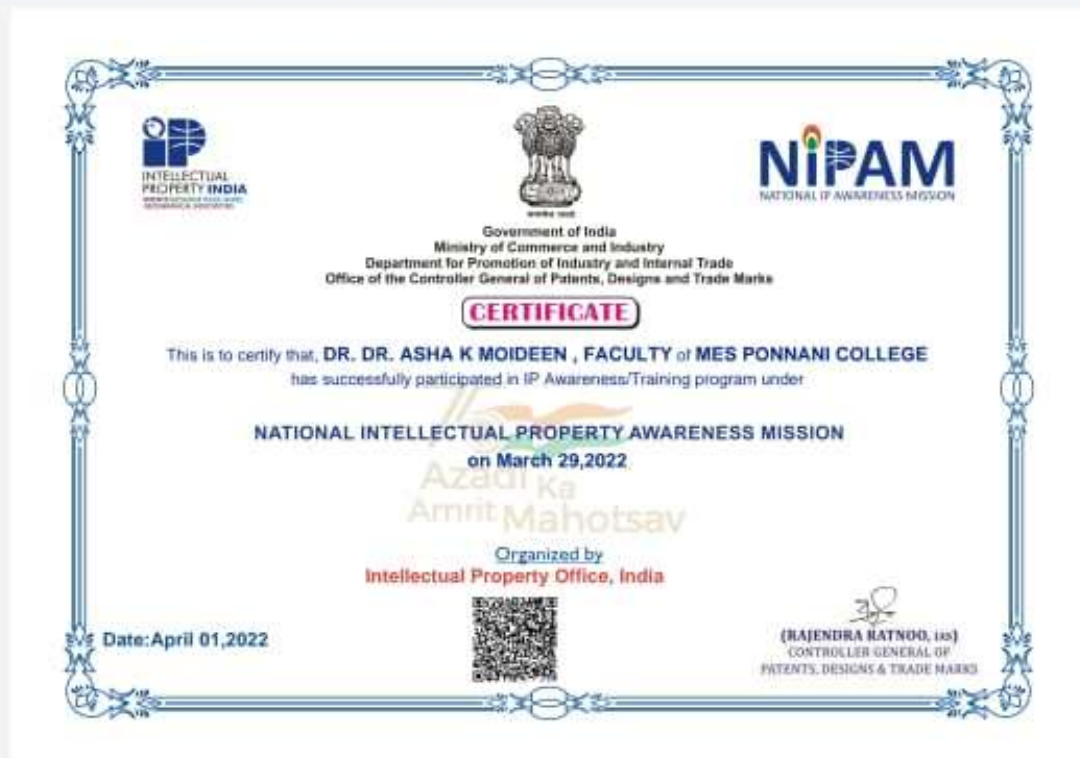 INTELLECTUAL
PROPERTY INDIA
NiPAM
NATIONAL IP AWARENESS MISSION
Government of India
Ministry of Commerce and Industry
Department for Promotion of Industry and Internal Trade
Office of the Controller General of Patents, Designs and Trade Marks
CERTIFICATE
This is to certify that, DR. DR. ASHA K MOIDEEN , FACULTY of MES PONNANI COLLEGE
has successfully participated in IP Awareness/Training program under
NATIONAL INTELLECTUAL PROPERTY AWARENESS MISSION
on March 29,2022
Azadi Ka
Amrit Mahotsav
Organized by
Intellectual Property Office, India
Date:April 01,2022
(RAJENDRA RATNOO, IAS)
CONTROLLER GENERAL OF
PATENTS, DESIGNS & TRADE MARKS